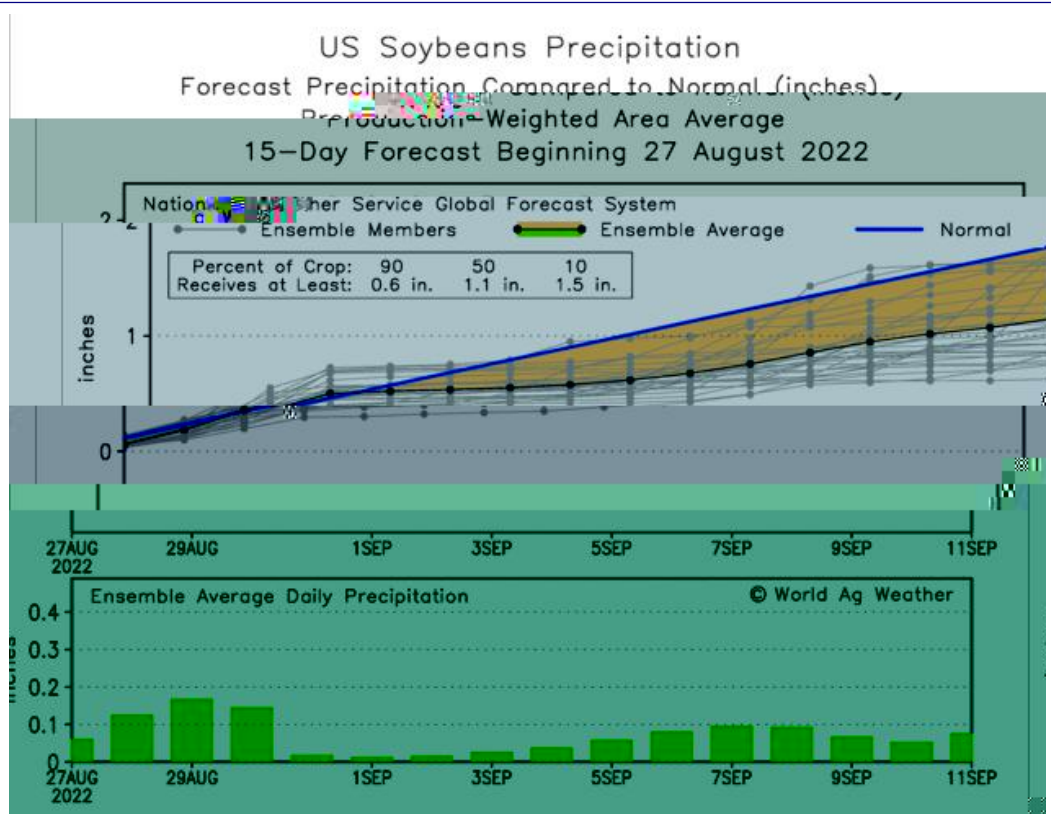 US Soybeans Precipitation
Forecast Precipitation Compared to Normal (inches)
Production-Weighted Area Average
15-Day Forecast Beginning 27 August 2022
Service Global Forecast System
Ensemble Members Ensemble Average Normal
Percent of Crop: 90 50 10
Receives at Least: 0.6 in. 1.1 in. 1.5 in.
2
1
0
inches
27AUG 29AUG 1SEP 3SEP 5SEP 7SEP 9SEP 11SEP
2022
Ensemble Average Daily Precipitation © World Ag Weather
0.4
0.3
0.2
0.1
0
inches
27AUG 29AUG 1SEP 3SEP 5SEP 7SEP 9SEP 11SEP
2022